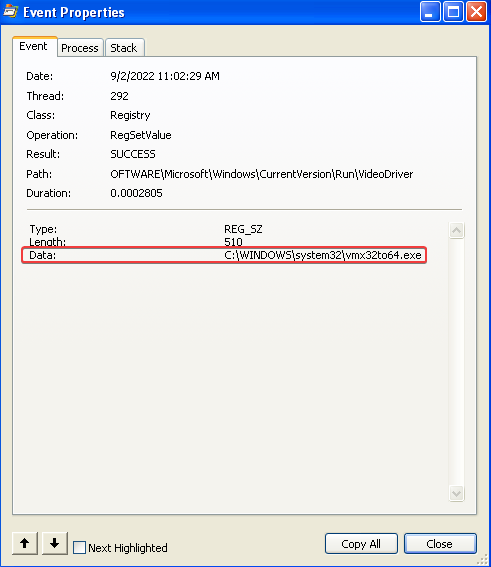 Event Properties
Event Process Stack
Date: 9/2/2022 11:02:29 AM
Thread: 292
Class: Registry
Operation: RegSetValue
Result: SUCCESS
Path: OFTWARE\Microsoft\Windows\CurrentVersion\Run\VideoDriver
Duration: 0.0002805
Type: REG_SZ
Length: 510
Data: C:\WINDOWS\system32\vmx32to64.exe
Next Highlighted Copy All Close